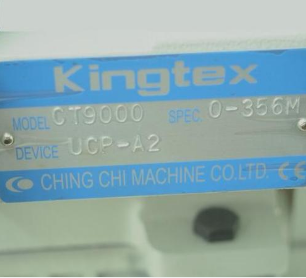 Kingtex
MODEL CT9000 SPEC. 0-356M
DEVICE UCP-A2
CHING CHI MACHINE CO.LTD. CE